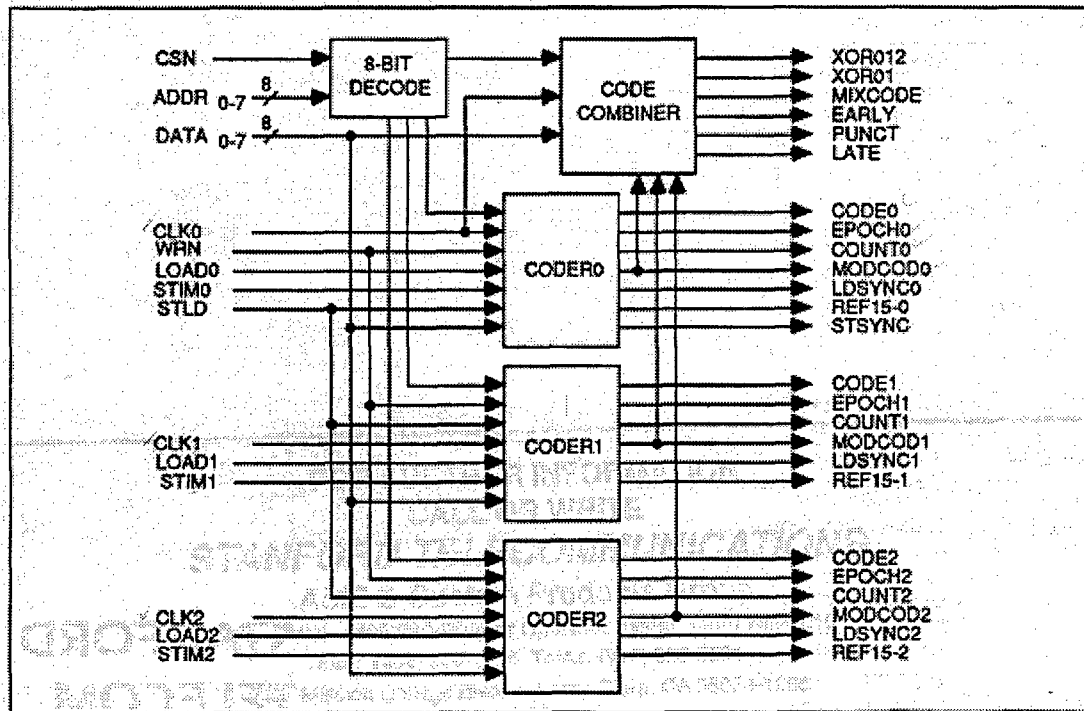 CSN
ADDR 0-7
8
DATA 0-7
8
8-BIT
DECODE
CODE
COMBINER
XOR012
XOR01
MIXCODE
EARLY
PUNCT
LATE
CLK0
WRN
LOAD0
STIM0
STLD
CODER0
CODE0
EPOCH0
COUNT0
MODCOD0
LDSYNC0
REF15-0
STSYNC
CLK1
LOAD1
STIM1
CODER1
CODE1
EPOCH1
COUNT1
MODCOD1
LDSYNC1
REF15-1
CLK2
LOAD2
STIM2
CODER2
CODE2
EPOCH2
COUNT2
MODCOD2
LDSYNC2
REF15-2